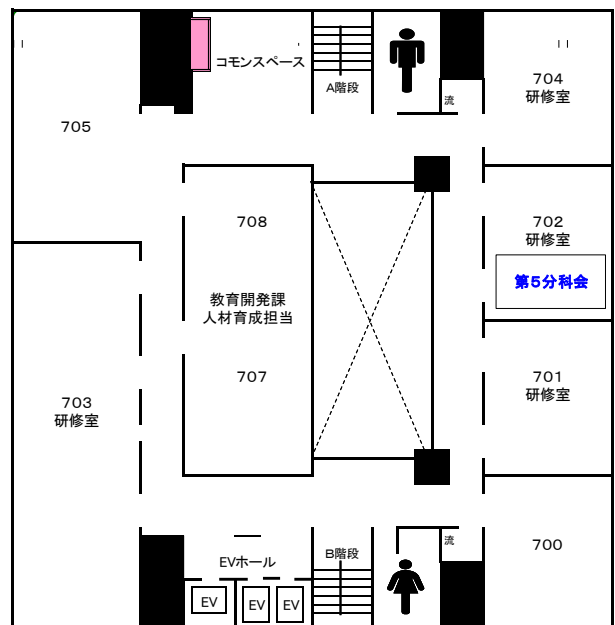 コモンスペース
A階段
流
704
研修室
705
708
702
研修室
第5分科会
教育開発課
人材育成担当
707
701
研修室
703
研修室
EVホール
B階段
流
700
EV
EV
EV